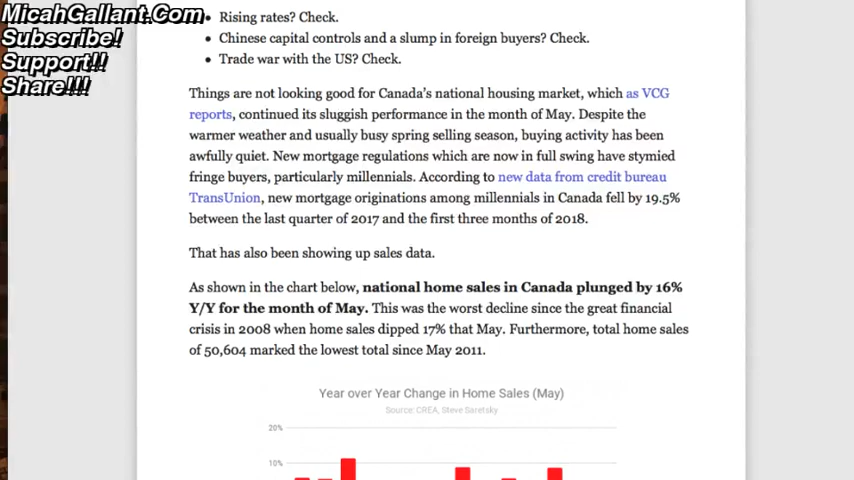 MicahGallant.Com
Subscribe!
Support!!
Share!!!
• Rising rates? Check.
• Chinese capital controls and a slump in foreign buyers? Check.
• Trade war with the US? Check.
Things are not looking good for Canada's national housing market, which as VCG
reports, continued its sluggish performance in the month of May. Despite the
warmer weather and usually busy spring selling season, buying activity has been
awfully quiet. New mortgage regulations which are now in full swing have stymied
fringe buyers, particularly millennials. According to new data from credit bureau
TransUnion, new mortgage originations among millennials in Canada fell by 19.5%
between the last quarter of 2017 and the first three months of 2018.
That has also been showing up sales data.
As shown in the chart below, national home sales in Canada plunged by 16%
Y/Y for the month of May. This was the worst decline since the great financial
crisis in 2008 when home sales dipped 17% that May. Furthermore, total home sales
of 50,604 marked the lowest total since May 2011.
Year over Year Change in Home Sales (May)
Source: CREA, Steve Saretsky
20%
10%